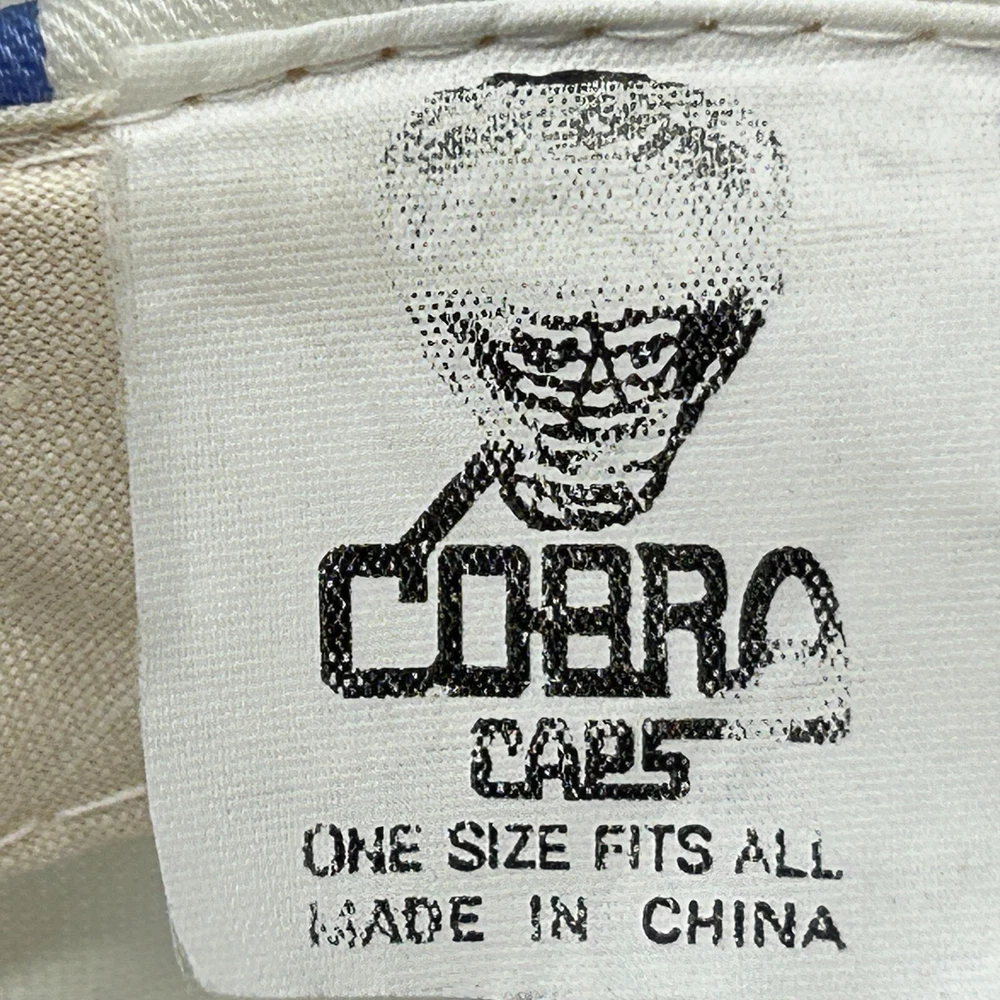 COBRA
CAPS
ONE SIZE FITS ALL
MADE IN CHINA